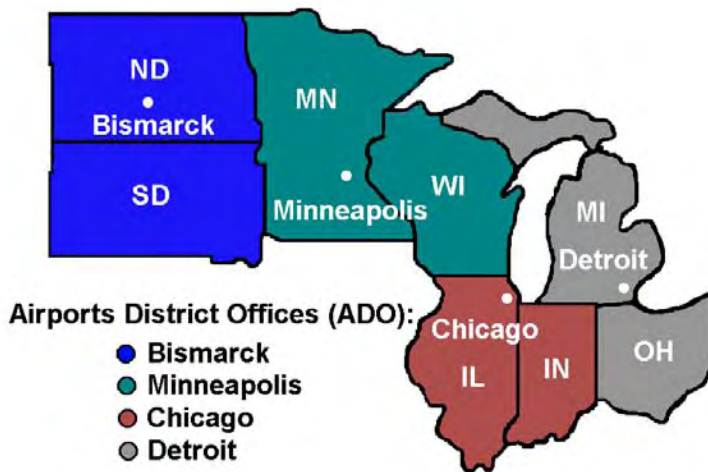 ND
Bismarck
SD
MN
Minneapolis
WI
MI
Detroit
Chicago
IL
IN
OH
Airports District Offices (ADO):
Bismarck
Minneapolis
Chicago
Detroit